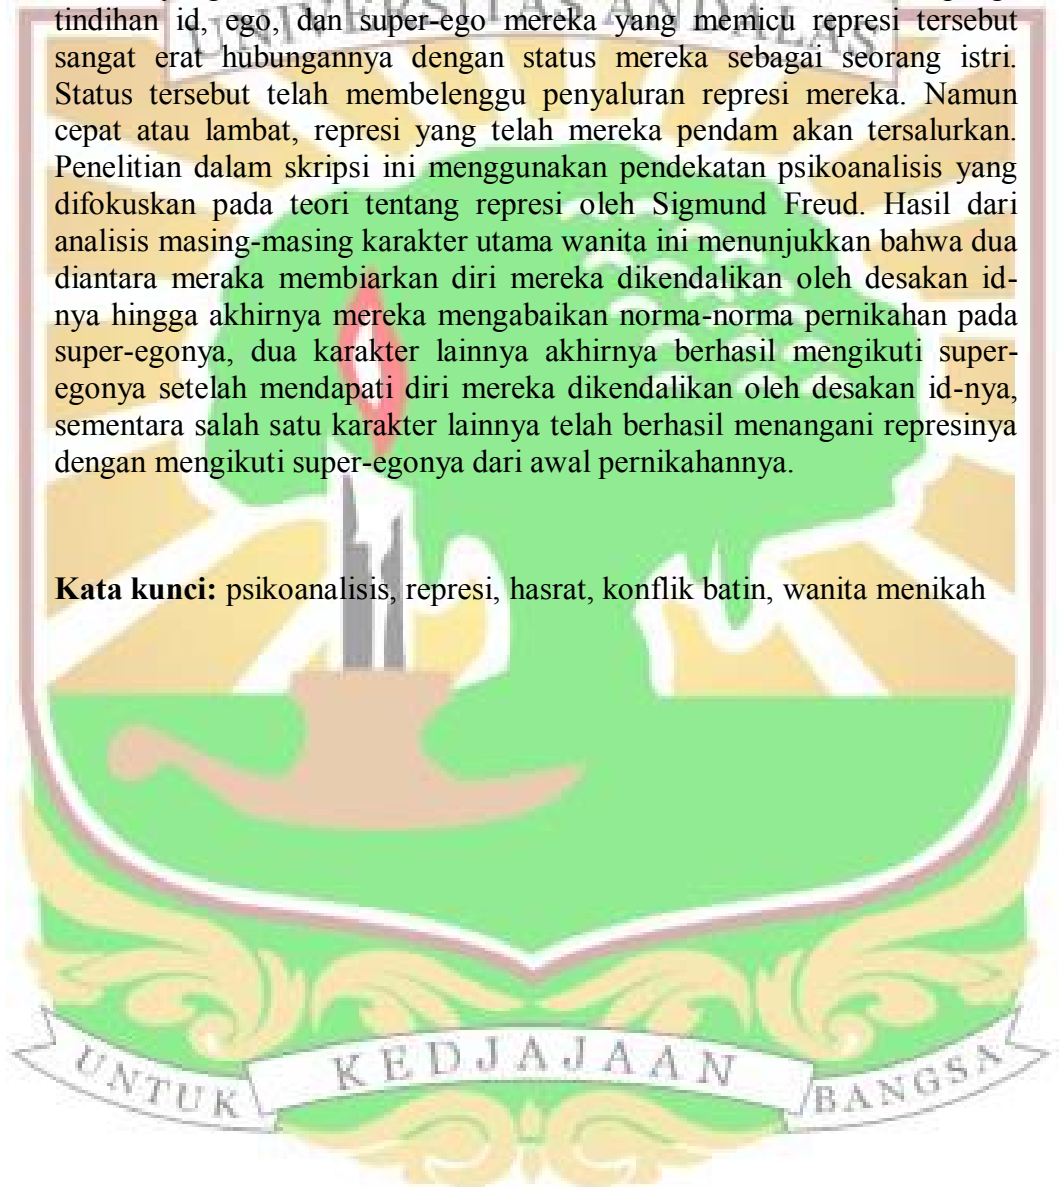 UNIVERSITAS ANDALAS
tindihan id, ego, dan super-ego mereka yang memicu represi tersebut
sangat erat hubungannya dengan status mereka sebagai seorang istri.
Status tersebut telah membelenggu penyaluran represi mereka. Namun
cepat atau lambat, represi yang telah mereka pendam akan tersalurkan.
Penelitian dalam skripsi ini menggunakan pendekatan psikoanalisis yang
difokuskan pada teori tentang represi oleh Sigmund Freud. Hasil dari
analisis masing-masing karakter utama wanita ini menunjukkan bahwa dua
diantara meraka membiarkan diri mereka dikendalikan oleh desakan id-
nya hingga akhirnya mereka mengabaikan norma-norma pernikahan pada
super-egonya, dua karakter lainnya akhirnya berhasil mengikuti super-
egonya setelah mendapati diri mereka dikendalikan oleh desakan id-nya,
sementara salah satu karakter lainnya telah berhasil menangani represinya
dengan mengikuti super-egonya dari awal pernikahannya.
Kata kunci: psikoanalisis, represi, hasrat, konflik batin, wanita menikah
UNTUK KEDJAJAAN BANGSA